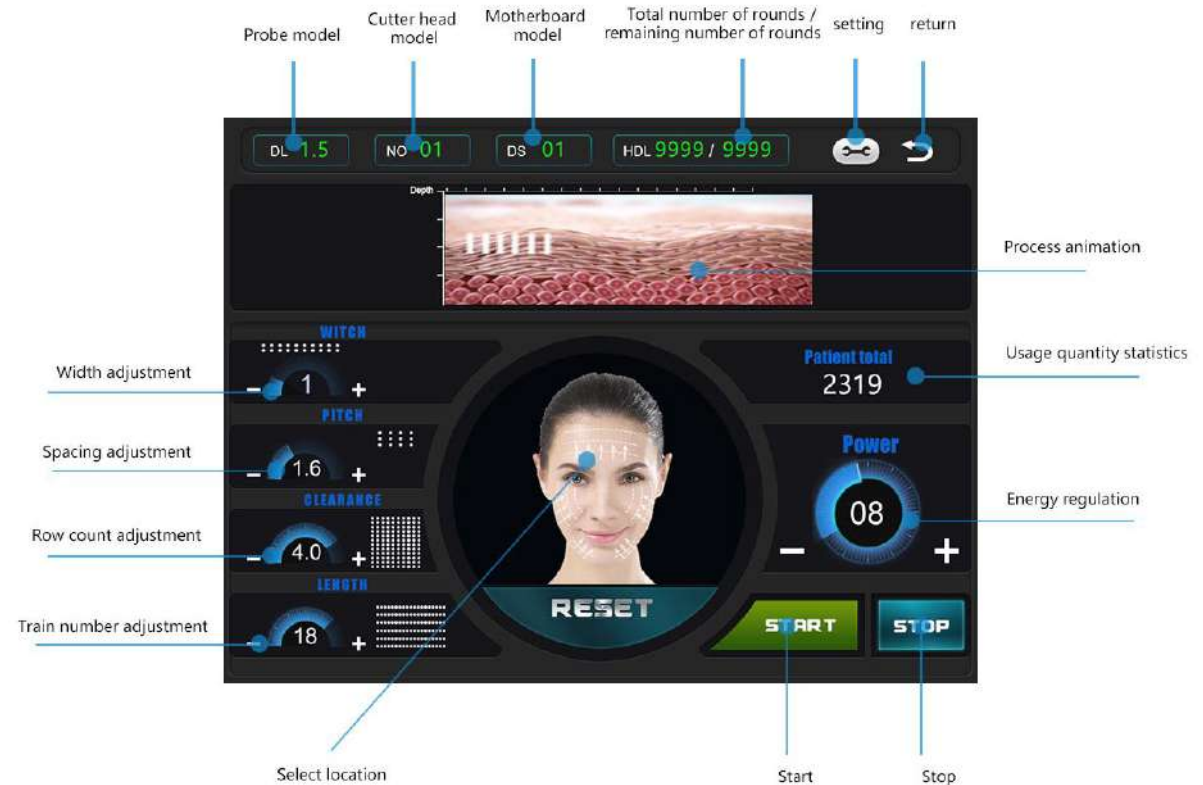 Probe model
Cutter head
model
Motherboard
model
Total number of rounds /
remaining number of rounds
setting
return
DL 1.5
NO 01
DS 01
HDL 9999 / 9999
Depth
Process animation
WITCH
1
Width adjustment
Patient total
2319
Usage quantity statistics
PITCH
1.6
Spacing adjustment
Power
08
Energy regulation
CLEARANCE
4.0
Row count adjustment
LENGTH
18
Train number adjustment
RESET
START
STOP
Select location
Start
Stop